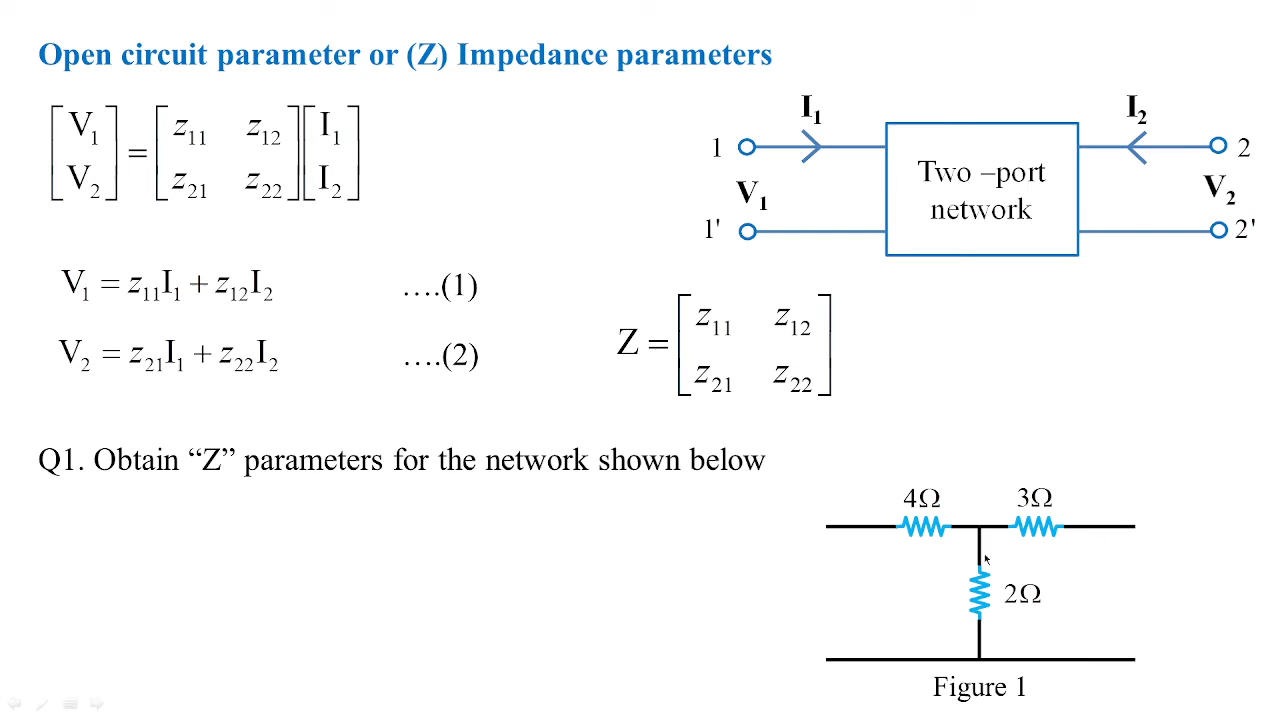 Open circuit parameter or (Z) Impedance parameters
[V₁ V₂] = [z₁₁ z₁₂ z₂₁ z₂₂][I₁ I₂]
I₁
I₂
1
2
V₁
V₂
Two –port
network
1'
2'
V₁ = z₁₁I₁ + z₁₂I₂ ….(1)
V₂ = z₂₁I₁ + z₂₂I₂ ….(2)
Z = [z₁₁ z₁₂ z₂₁ z₂₂]
Q1. Obtain “Z” parameters for the network shown below
4Ω
3Ω
2Ω
Figure 1